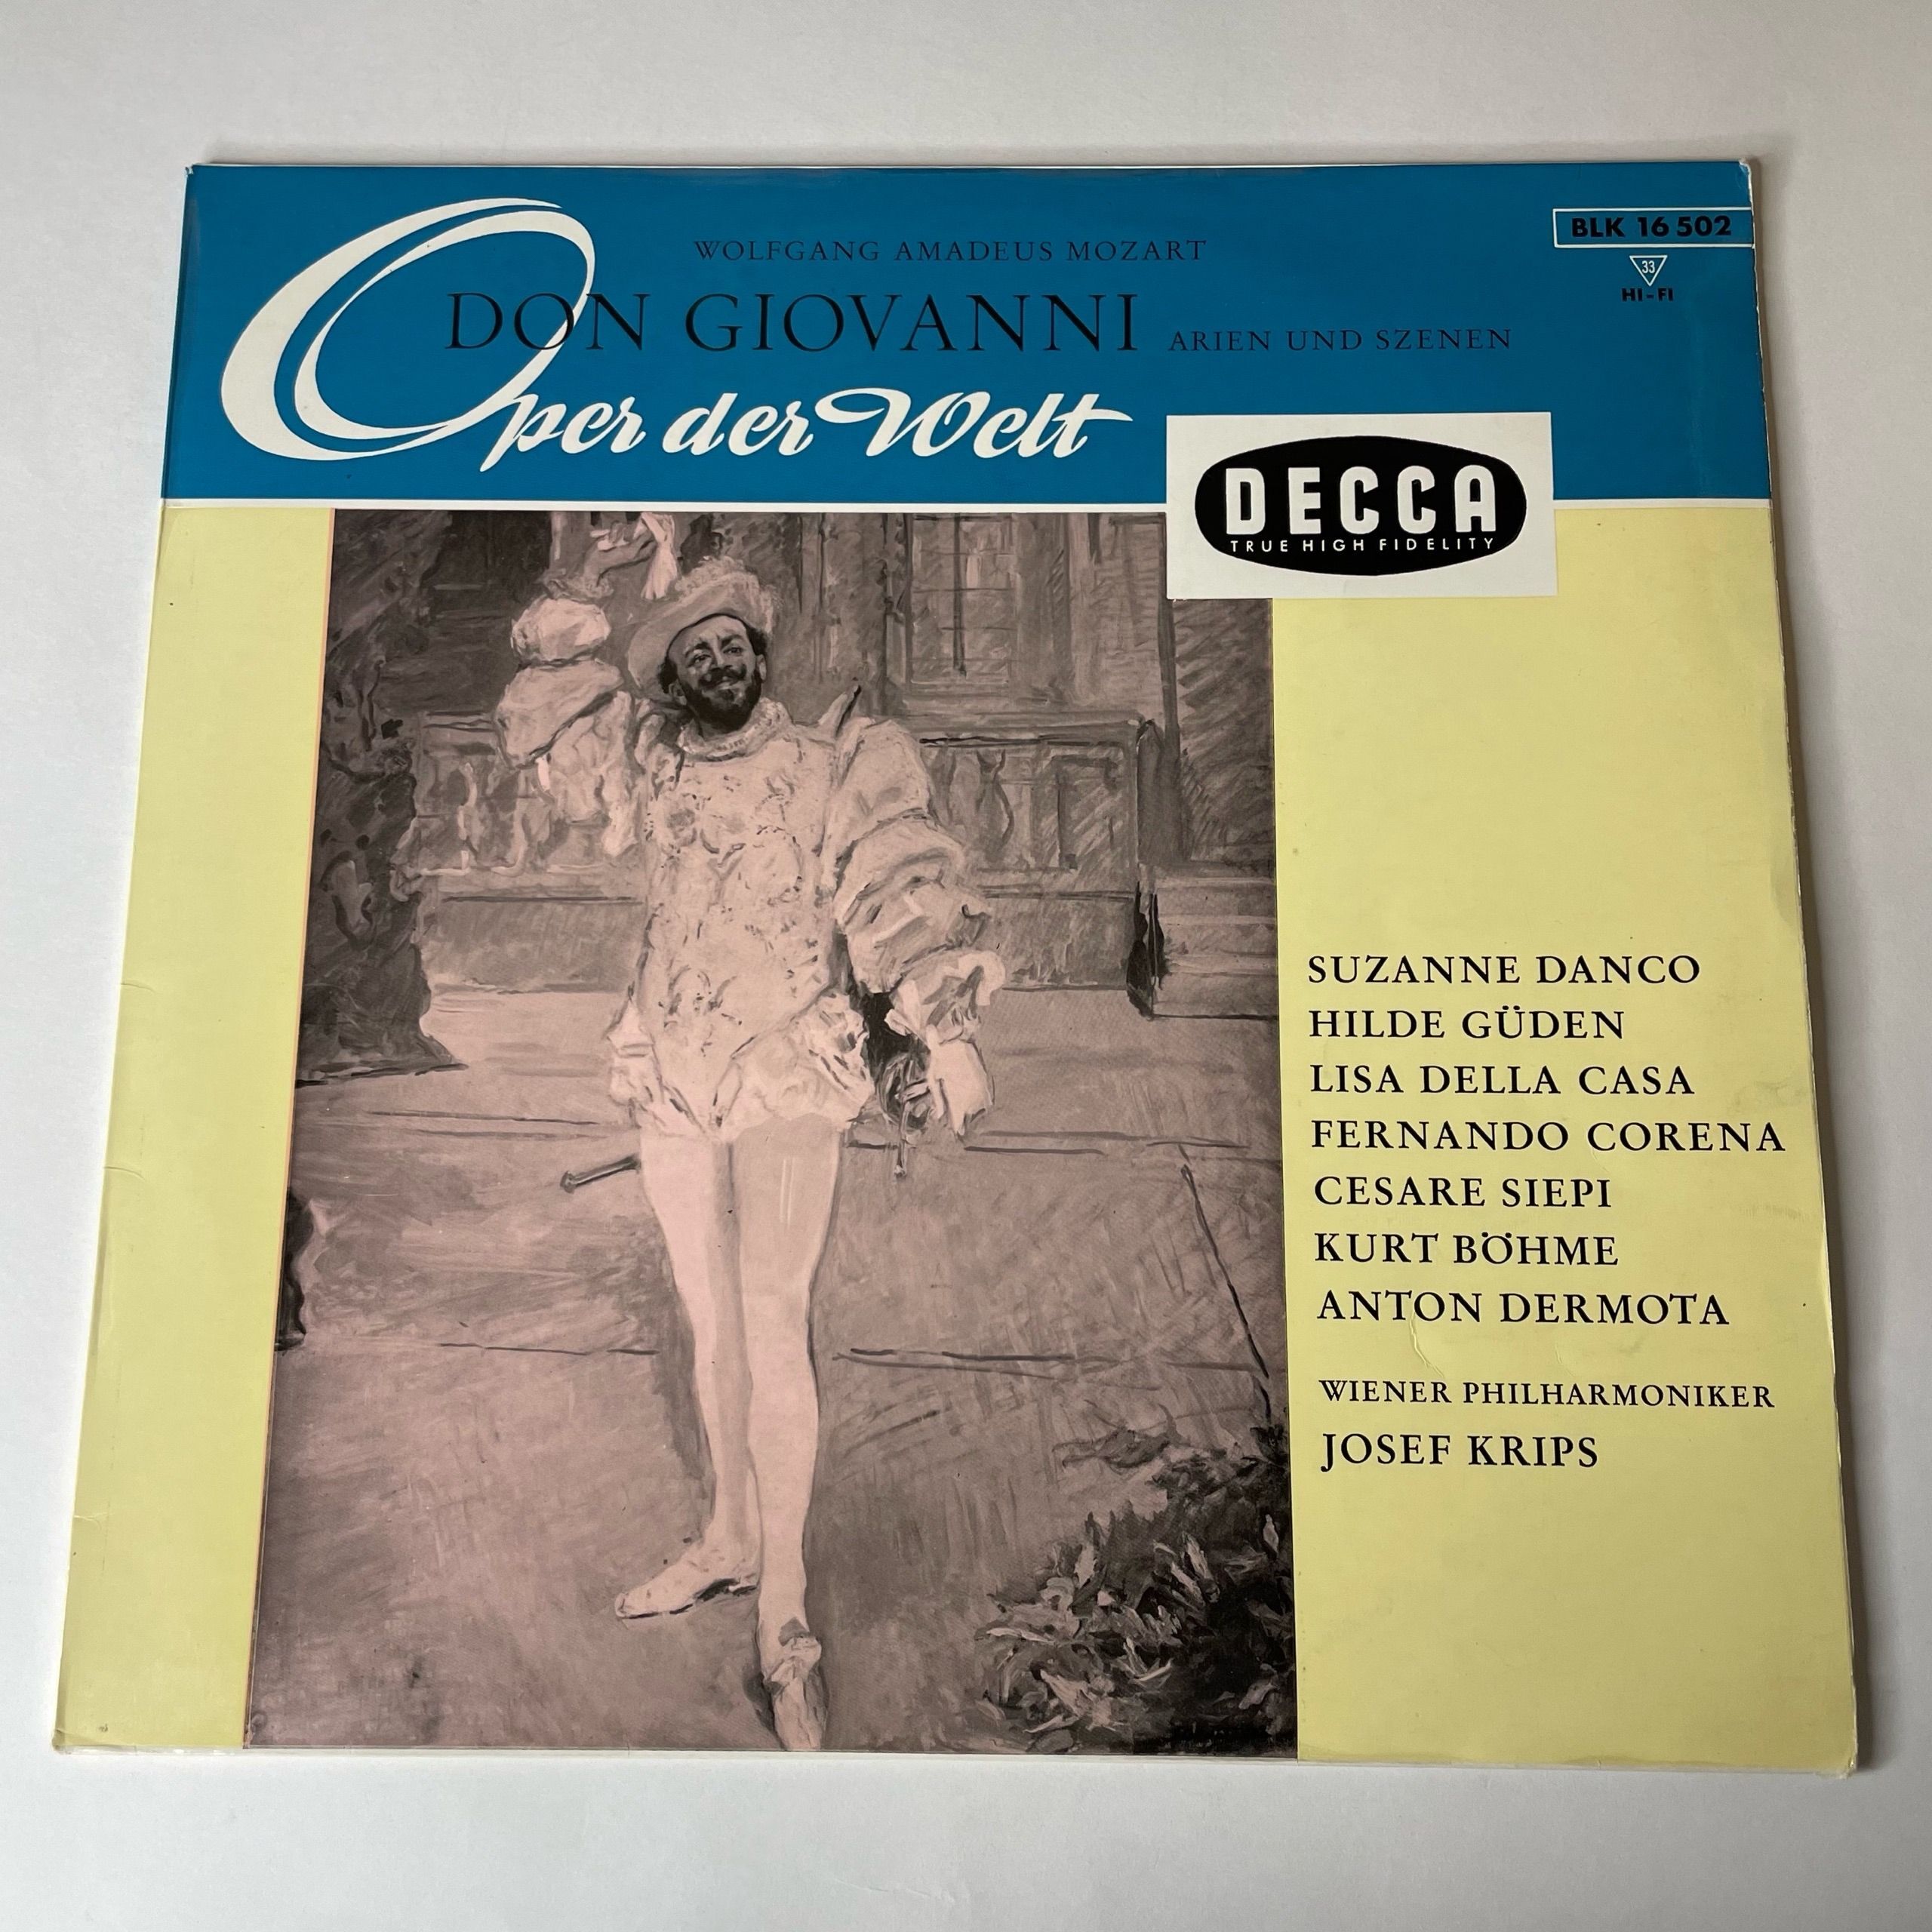 WOLFGANG AMADEUS MOZART
BLK 16 502
33
HI-FI
DON GIOVANNI ARIEN UND SZENEN
Oper der Welt
DECCA
TRUE HIGH FIDELITY
SUZANNE DANCO
HILDE GÜDEN
LISA DELLA CASA
FERNANDO CORENA
CESARE SIEPI
KURT BÖHME
ANTON DERMOTA
WIENER PHILHARMONIKER
JOSEF KRIPS